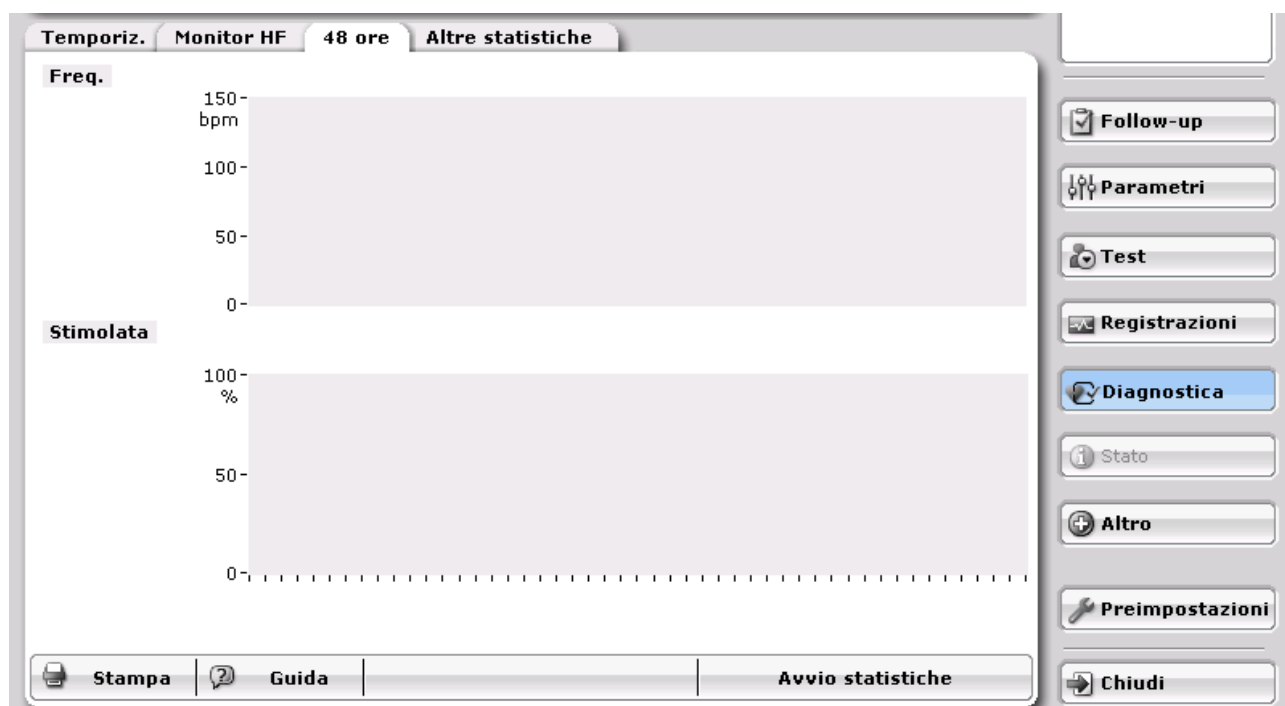 Temporiz. Monitor HF 48 ore Altre statistiche
Freq.
150
bpm
100
50
0
Stimolata
100
%
50
0
Stampa Guida Avvio statistiche
Follow-up
Parametri
Test
Registrazioni
Diagnostica
Stato
Altro
Preimpostazioni
Chiudi